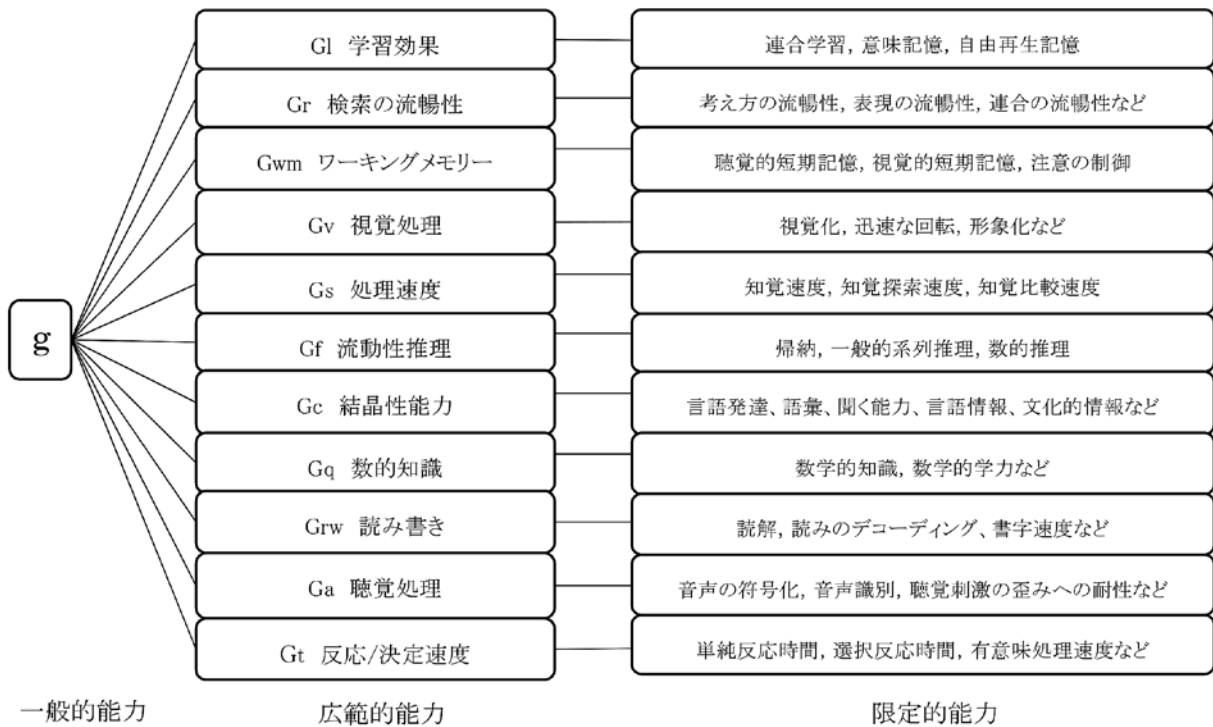 Gl 学習効果
連合学習, 意味記憶, 自由再生記憶
Gr 検索の流暢性
考え方の流暢性, 表現の流暢性, 連合の流暢性など
Gwm ワーキングメモリー
聴覚的短期記憶, 視覚的短期記憶, 注意の制御
Gv 視覚処理
視覚化, 迅速な回転, 形象化など
Gs 処理速度
知覚速度, 知覚探索速度, 知覚比較速度
g
Gf 流動性推理
帰納, 一般的系列推理, 数的推理
Gc 結晶性能力
言語発達、語彙、聞く能力、言語情報、文化的情報など
Gq 数的知識
数学的知識, 数学的学力など
Grw 読み書き
読解, 読みのデコーディング、書字速度など
Ga 聴覚処理
音声の符号化, 音声識別, 聴覚刺激の歪みへの耐性など
Gt 反応/決定速度
単純反応時間, 選択反応時間, 有意味処理速度など
一般的能力
広範的能力
限定的能力